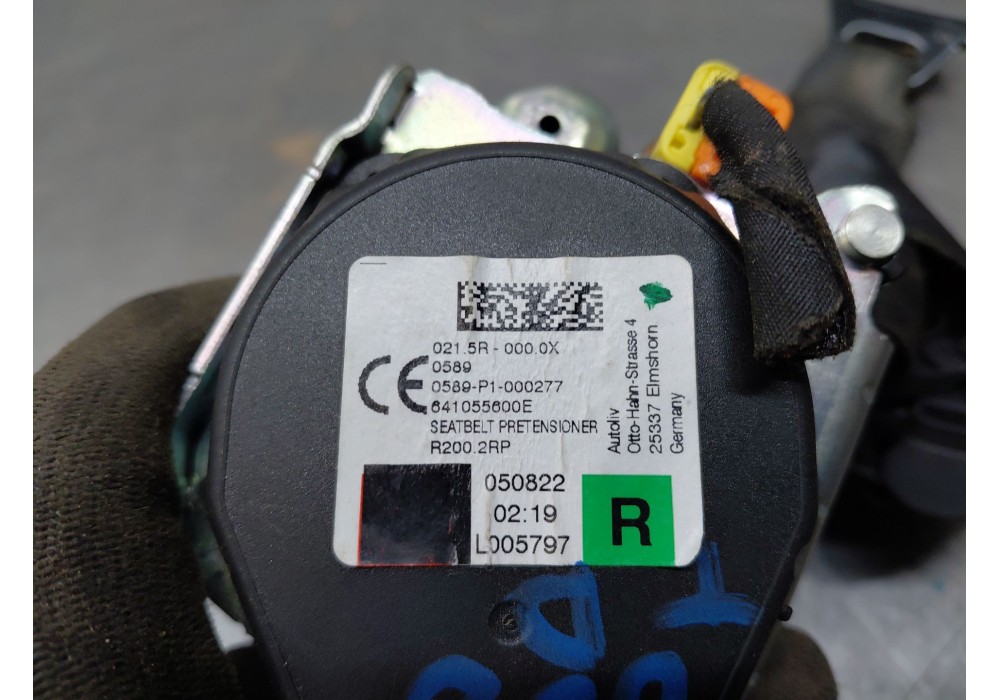 021.5R - 000.0X
0589
0589-P1-000277
641055600E
SEATBELT PRETENSIONER
R200.2RP
CE
Autoliv
Otto-Hahn-Strasse 4
25337 Elmshorn
Germany
050822
02:19
L005797
R